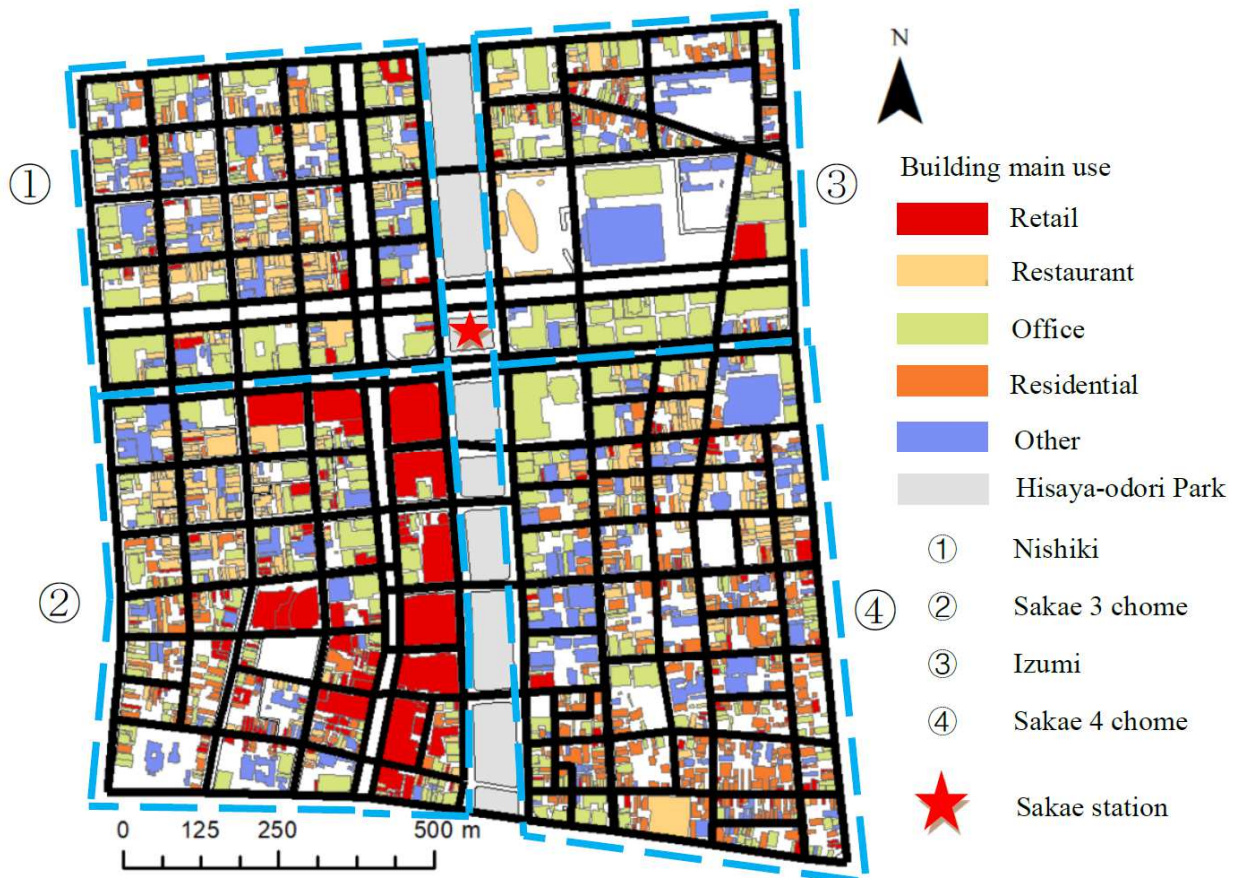 N
①
③
②
④
Building main use
Retail
Restaurant
Office
Residential
Other
Hisaya-odori Park
① Nishiki
② Sakae 3 chome
③ Izumi
④ Sakae 4 chome
Sakae station
0 125 250 500 m